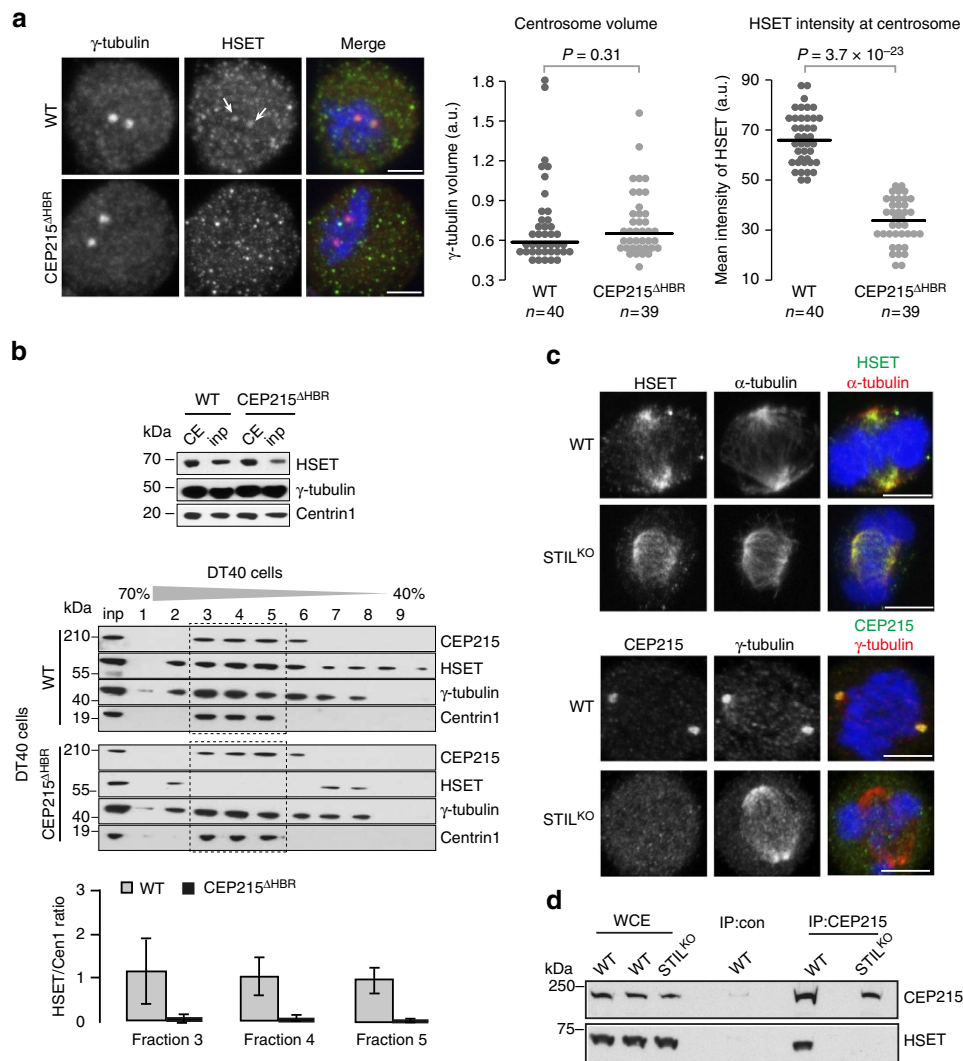 a
γ-tubulin HSET Merge
WT
CEP215ΔHBR
Centrosome volume
P = 0.31
γ-tubulin volume (a.u.)
1.8
1.5
1.2
0.9
0.6
0.3
WT CEP215ΔHBR
n=40 n=39
HSET intensity at centrosome
P = 3.7 × 10–23
Mean intensity of HSET
90
70
50
30
10
WT CEP215ΔHBR
n=40 n=39
b
WT CEP215ΔHBR
kDa CE inp CE inp
70 HSET
50 γ-tubulin
20 Centrin1
DT40 cells
70% 40%
kDa inp 1 2 3 4 5 6 7 8 9
DT40 cells
WT
210 CEP215
55 HSET
40 γ-tubulin
19 Centrin1
CEP215ΔHBR
210 CEP215
55 HSET
40 γ-tubulin
19 Centrin1
WT CEP215ΔHBR
HSET/Cen1 ratio
3
2
1
0
Fraction 3 Fraction 4 Fraction 5
c
HSET
HSET α-tubulin α-tubulin
WT
STILKO
CEP215
CEP215 γ-tubulin γ-tubulin
WT
STILKO
d
WCE IP:con IP:CEP215
kDa WT WT STILKO WT WT STILKO
250 CEP215
75 HSET